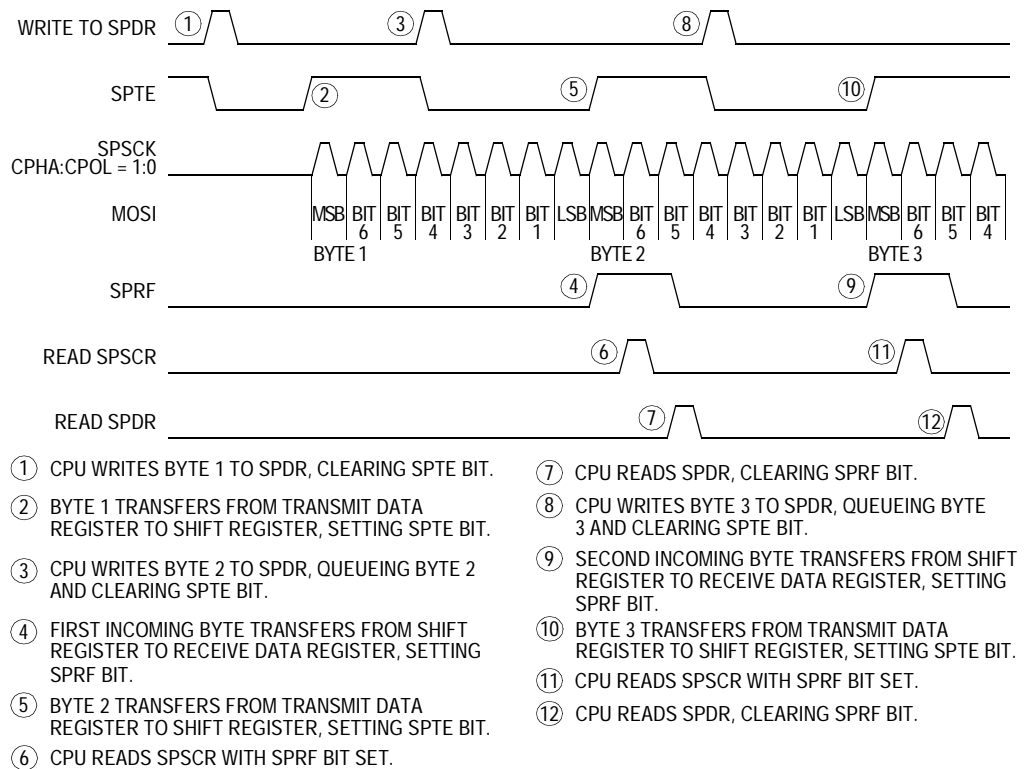 WRITE TO SPDR
1
3
8
SPTE
2
5
10
SPSCK
CPHA:CPOL = 1:0
MOSI
MSB BIT 6 BIT 5 BIT 4 BIT 3 BIT 2 BIT 1 LSB MSB BIT 6 BIT 5 BIT 4 BIT 3 BIT 2 BIT 1 LSB MSB BIT 6 BIT 5 BIT 4
BYTE 1
BYTE 2
BYTE 3
SPRF
4
9
READ SPSCR
6
11
READ SPDR
7
12
1 CPU WRITES BYTE 1 TO SPDR, CLEARING SPTE BIT.
2 BYTE 1 TRANSFERS FROM TRANSMIT DATA
REGISTER TO SHIFT REGISTER, SETTING SPTE BIT.
3 CPU WRITES BYTE 2 TO SPDR, QUEUEING BYTE 2
AND CLEARING SPTE BIT.
4 FIRST INCOMING BYTE TRANSFERS FROM SHIFT
REGISTER TO RECEIVE DATA REGISTER, SETTING
SPRF BIT.
5 BYTE 2 TRANSFERS FROM TRANSMIT DATA
REGISTER TO SHIFT REGISTER, SETTING SPTE BIT.
6 CPU READS SPSCR WITH SPRF BIT SET.
7 CPU READS SPDR, CLEARING SPRF BIT.
8 CPU WRITES BYTE 3 TO SPDR, QUEUEING BYTE
3 AND CLEARING SPTE BIT.
9 SECOND INCOMING BYTE TRANSFERS FROM SHIFT
REGISTER TO RECEIVE DATA REGISTER, SETTING
SPRF BIT.
10 BYTE 3 TRANSFERS FROM TRANSMIT DATA
REGISTER TO SHIFT REGISTER, SETTING SPTE BIT.
11 CPU READS SPSCR WITH SPRF BIT SET.
12 CPU READS SPDR, CLEARING SPRF BIT.